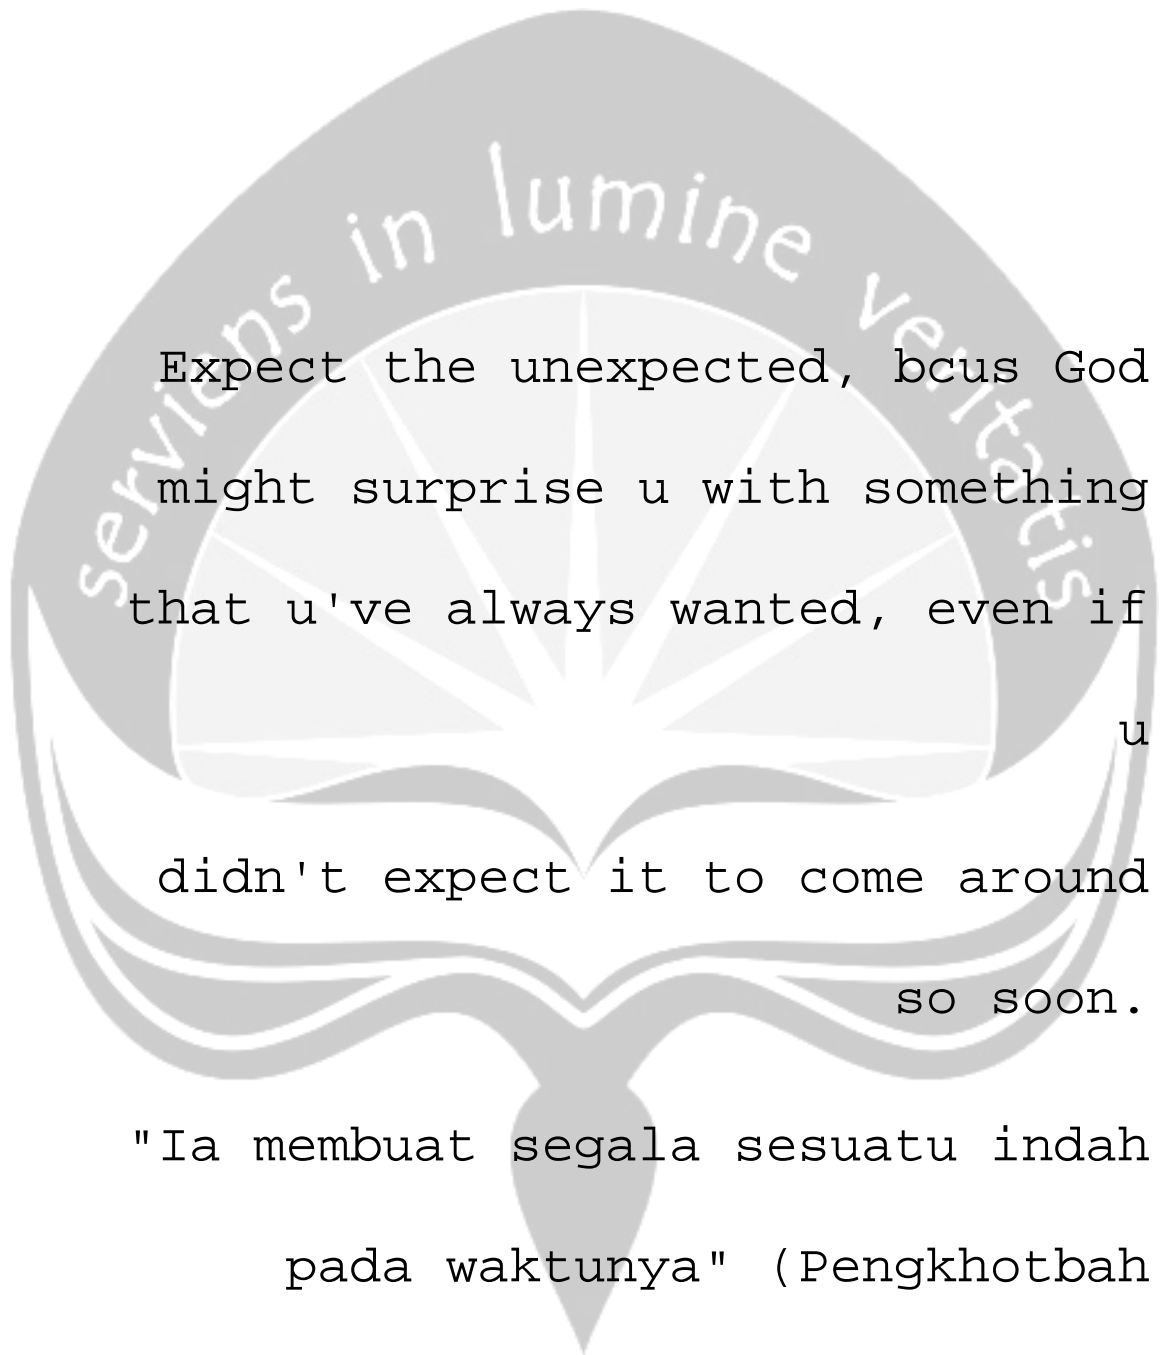 serviens in lumine veritatis
Expect the unexpected, bcus God
might surprise u with something
that u've always wanted, even if
u
didn't expect it to come around
so soon.
"Ia membuat segala sesuatu indah
pada waktunya" (Pengkhotbah